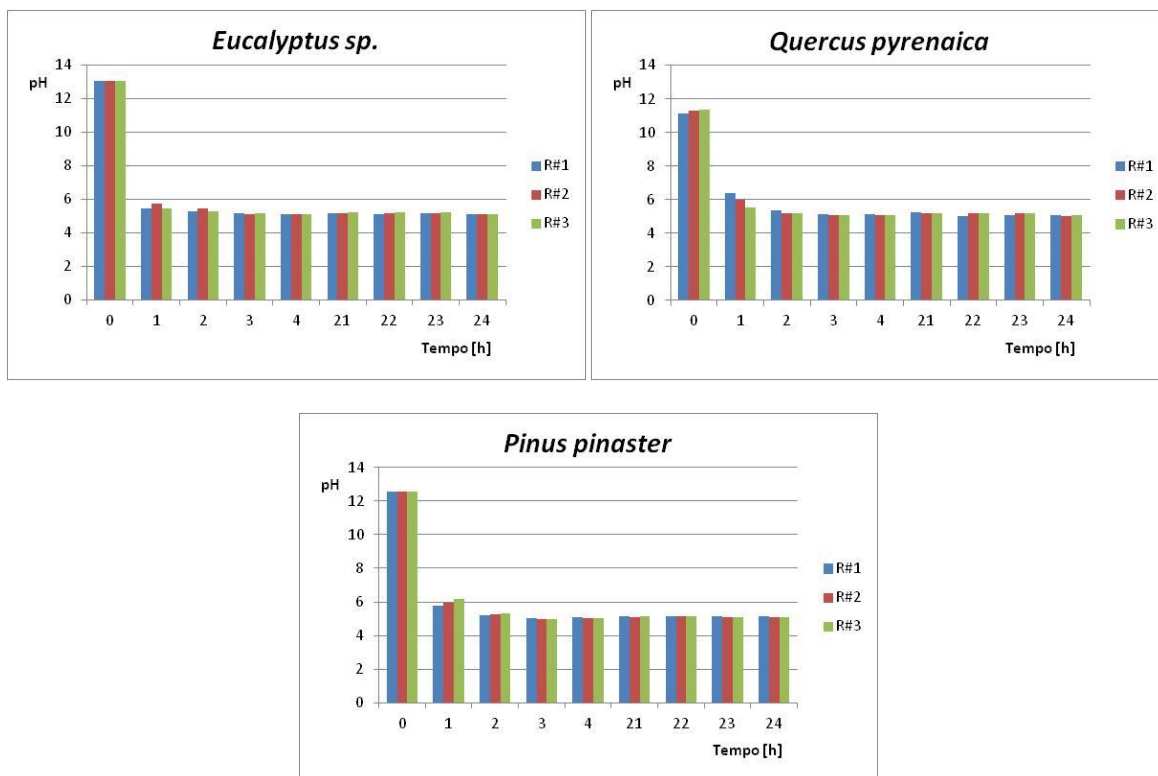 Eucalyptus sp.
pH
14
12
10
8
6
4
2
0
0 1 2 3 4 21 22 23 24
Tempo [h]
R#1
R#2
R#3
Quercus pyrenaica
pH
14
12
10
8
6
4
2
0
0 1 2 3 4 21 22 23 24
Tempo [h]
R#1
R#2
R#3
Pinus pinaster
pH
14
12
10
8
6
4
2
0
0 1 2 3 4 21 22 23 24
Tempo [h]
R#1
R#2
R#3